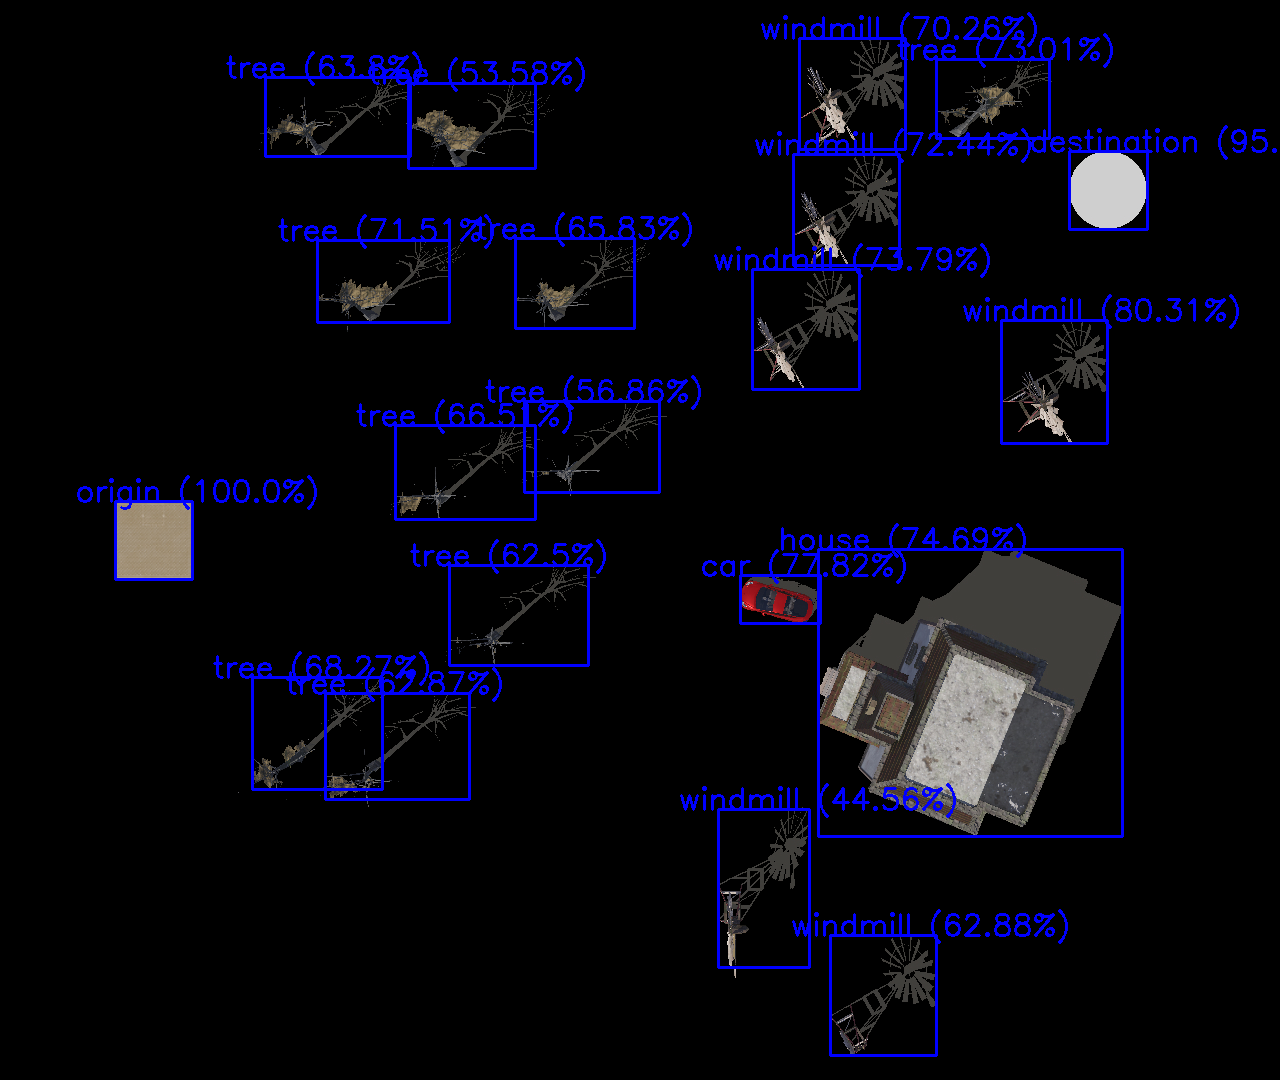 windmill (70.26%)
tree (73.01%)
tree (63.8%)
tree (53.58%)
windmill (72.44%)
destination (95.
tree (71.51%)
tree (65.83%)
windmill (73.79%)
windmill (80.31%)
tree (56.86%)
tree (66.51%)
origin (100.0%)
house (74.69%)
car (77.82%)
tree (62.5%)
tree (68.27%)
tree (62.87%)
windmill (44.56%)
windmill (62.88%)